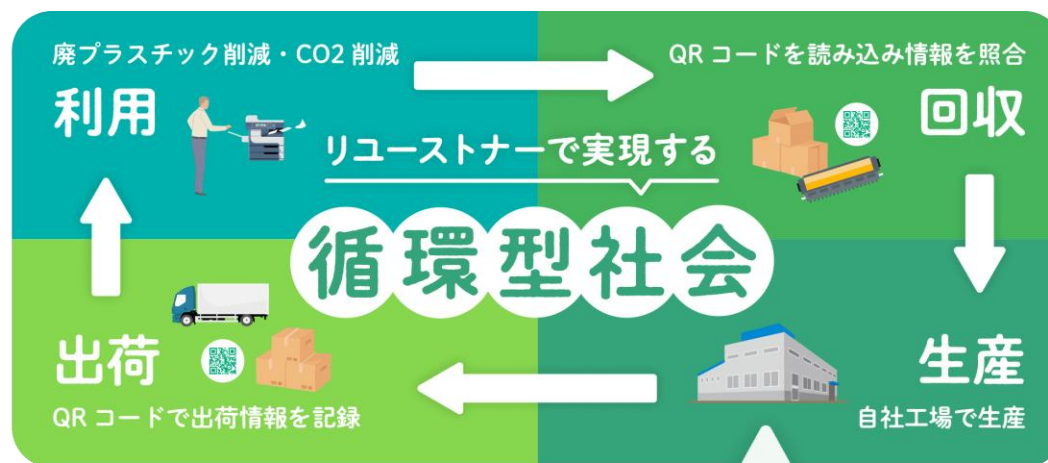 廃プラスチック削減・CO2 削減
利用
QR コードを読み込み情報を照合
回収
リユーストナーで実現する
循環型社会
出荷
QR コードで出荷情報を記録
生産
自社工場で生産